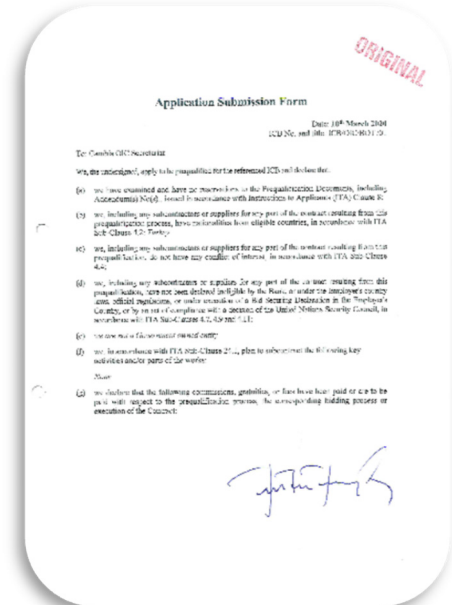 ORIGINAL
Application Submission Form
Date: 10th March 2020
ICB No. and title:
To: Gambia OIC Secretariat
We, the undersigned, apply to be prequalified for the referenced ICB and declare that:
(a) we have examined and have no reservations to the Prequalification Documents, including
Addendum(s) No(s)., issued in accordance with Instructions to Applicants (ITA) Clause 8;
(b) we, including any subcontractors or suppliers for any part of the contract resulting from this
prequalification process, have nationalities from eligible countries, in accordance with ITA
Sub-Clause 4.2;
(c) we, including any subcontractors or suppliers for any part of the contract resulting from this
prequalification, do not have any conflict of interest, in accordance with ITA Sub-Clause
4.4;
(d) we, including any subcontractors or suppliers for any part of the contract resulting from this
prequalification, have not been declared ineligible by the Bank, or under the Employer's country
laws, official regulations, or under execution of a Bid Securing Declaration in the Employer's
Country, or by an act of compliance with a decision of the United Nations Security Council, in
accordance with ITA Sub-Clauses 4.7, 4.9 and
(e) we are not a Government owned entity
(f) we, in accordance with ITA Sub-Clause plan to subcontract the following key
activities and/or parts of the works:
None
(g) we declare that the following commissions, gratuities, or fees have been paid or are to be
paid with respect to the prequalification process, the corresponding bidding process or
execution of the Contract: